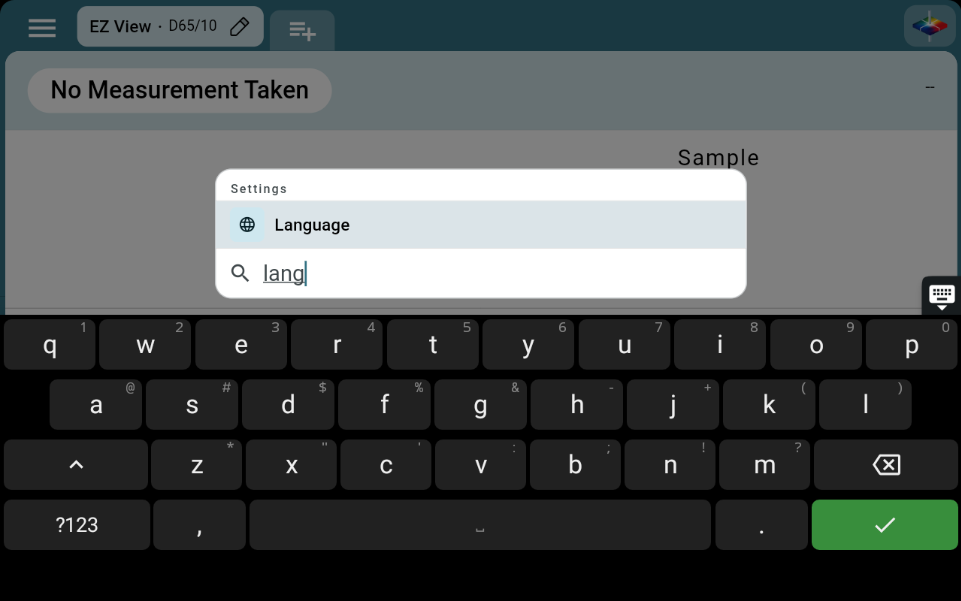 EZ View · D65/10
No Measurement Taken
--
Sample
Settings
Language
lang
1 2 3 4 5 6 7 8 9 0
q w e r t y u i o p
@ # $ % & - + ( )
a s d f g h j k l
* " ' : ; ! ?
z x c v b n m
?123 , .